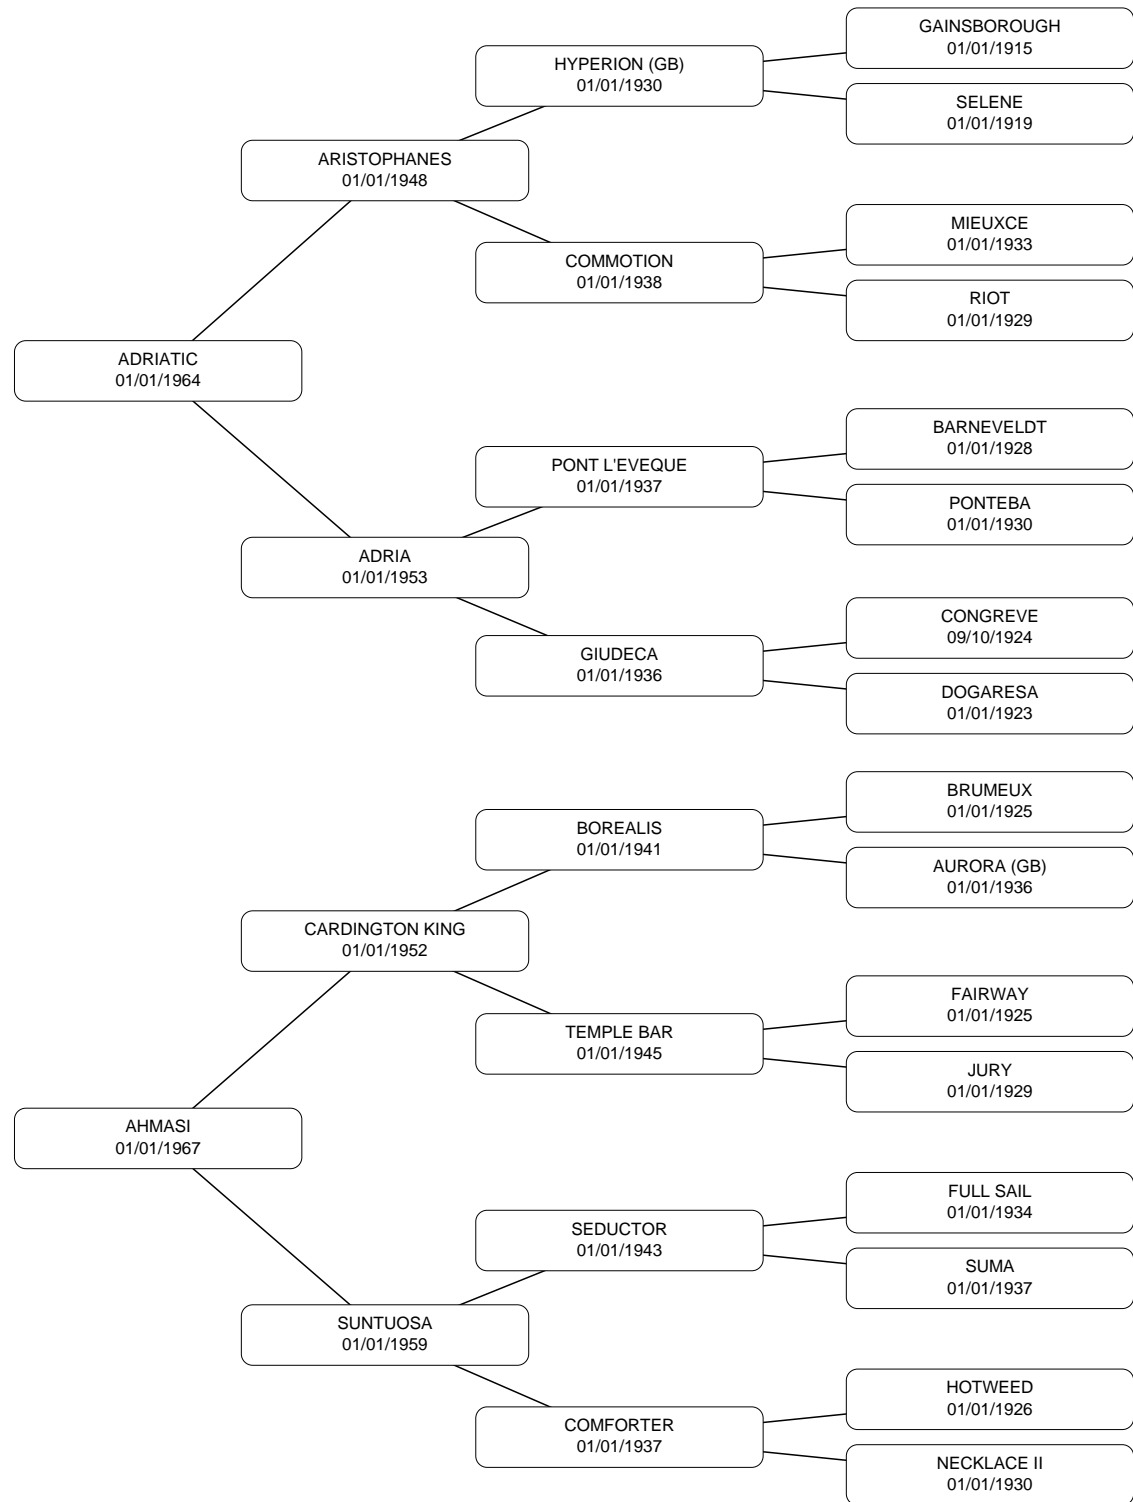 GAINSBOROUGH
01/01/1915
HYPERION (GB)
01/01/1930
SELENE
01/01/1919
ARISTOPHANES
01/01/1948
MIEUXCE
01/01/1933
COMMOTION
01/01/1938
RIOT
01/01/1929
ADRIATIC
01/01/1964
BARNEVELDT
01/01/1928
PONT L'EVEQUE
01/01/1937
PONTEBA
01/01/1930
ADRIA
01/01/1953
CONGREVE
09/10/1924
GIUDECA
01/01/1936
DOGARESA
01/01/1923
BRUMEUX
01/01/1925
BOREALIS
01/01/1941
AURORA (GB)
01/01/1936
CARDINGTON KING
01/01/1952
FAIRWAY
01/01/1925
TEMPLE BAR
01/01/1945
JURY
01/01/1929
AHMASI
01/01/1967
FULL SAIL
01/01/1934
SEDUCTOR
01/01/1943
SUMA
01/01/1937
SUNTUOSA
01/01/1959
HOTWEED
01/01/1926
COMFORTER
01/01/1937
NECKLACE II
01/01/1930